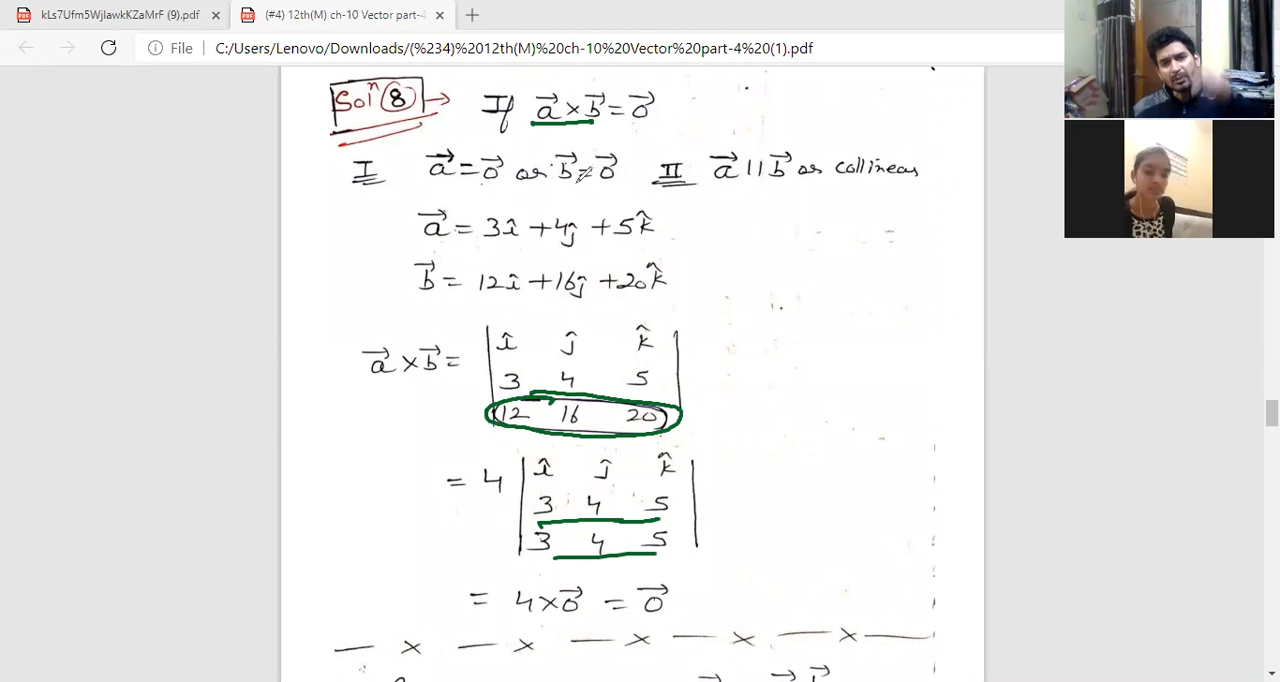 kLs7Ufm5WjlawkKZaMrF (9).pdf
(#4) 12th(M) ch-10 Vector part-4
File C:/Users/Lenovo/Downloads/(%234)%2012th(M)%20ch-10%20Vector%20part-4%20(1).pdf
Solⁿ 8 → If a⃗ × b⃗ = 0⃗
I a⃗ = 0⃗ or b⃗ = 0⃗ II a⃗ || b⃗ or collinear
a⃗ = 3î + 4ĵ + 5k̂
b⃗ = 12î + 16ĵ + 20k̂
a⃗ × b⃗ = | î ĵ k̂ |
| 3 4 5 |
| 12 16 20 |
= 4 | î ĵ k̂ |
| 3 4 5 |
| 3 4 5 |
= 4 × 0⃗ = 0⃗
— × — × — × — × — × —